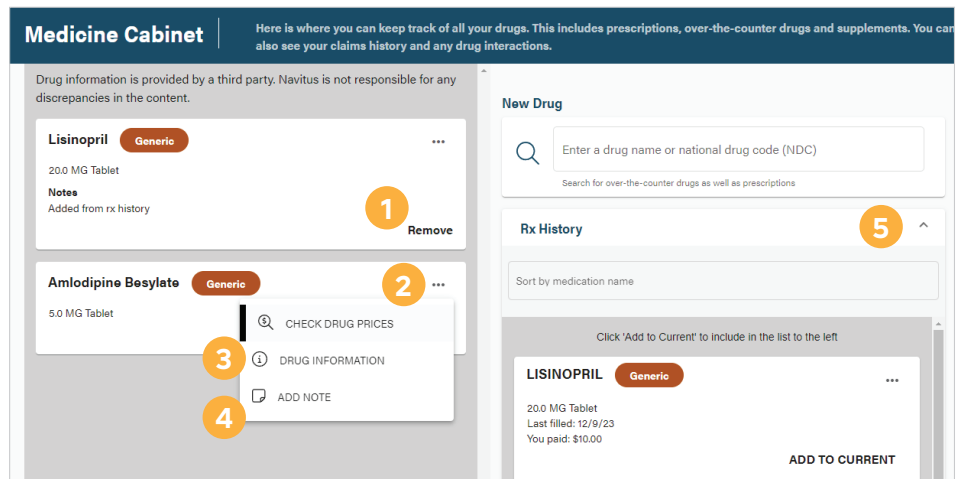 Medicine Cabinet
Here is where you can keep track of all your drugs. This includes prescriptions, over-the-counter drugs and supplements. You can
also see your claims history and any drug interactions.
Drug information is provided by a third party. Navitus is not responsible for any
discrepancies in the content.
Lisinopril Generic
20.0 MG Tablet
Notes
Added from rx history
1
Remove
Amlodipine Besylate Generic
2
5.0 MG Tablet
CHECK DRUG PRICES
3
DRUG INFORMATION
4
ADD NOTE
New Drug
Enter a drug name or national drug code (NDC)
Search for over-the-counter drugs as well as prescriptions
Rx History
5
Sort by medication name
Click 'Add to Current' to include in the list to the left
LISINOPRIL Generic
20.0 MG Tablet
Last filled: 12/9/23
You paid: $10.00
ADD TO CURRENT